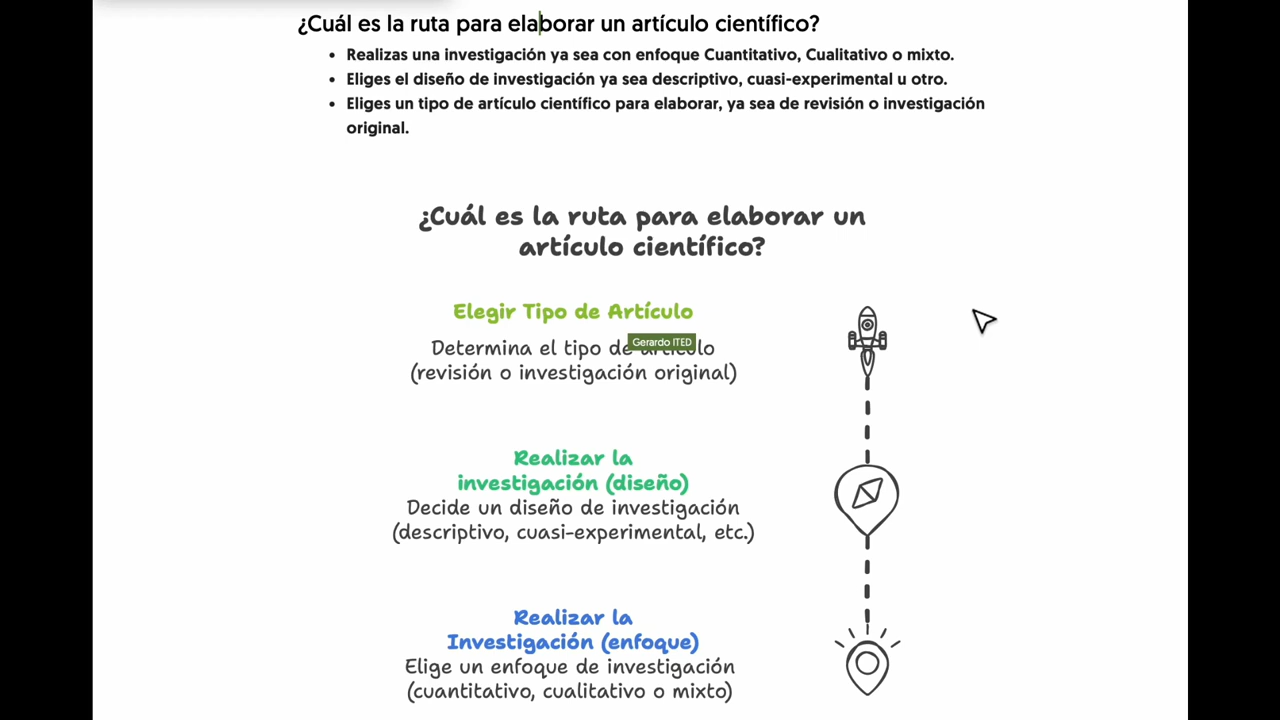 ¿Cuál es la ruta para elaborar un artículo científico?
• Realizas una investigación ya sea con enfoque Cuantitativo, Cualitativo o mixto.
• Eliges el diseño de investigación ya sea descriptivo, cuasi-experimental u otro.
• Eliges un tipo de artículo científico para elaborar, ya sea de revisión o investigación
original.
¿Cuál es la ruta para elaborar un
artículo científico?
Elegir Tipo de Artículo
Gerardo ITED
Determina el tipo de artículo
(revisión o investigación original)
Realizar la
investigación (diseño)
Decide un diseño de investigación
(descriptivo, cuasi-experimental, etc.)
Realizar la
Investigación (enfoque)
Elige un enfoque de investigación
(cuantitativo, cualitativo o mixto)